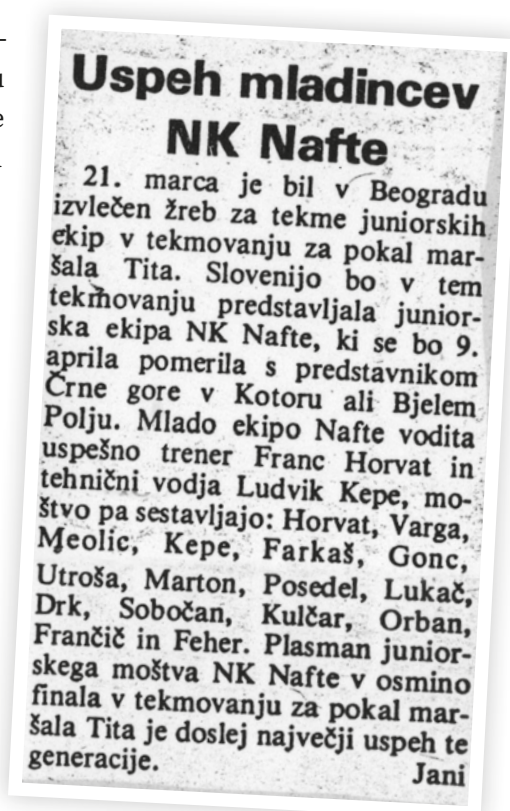 Uspeh mladincev
NK Nafte
21. marca je bil v Beogradu
izvlečen žreb za tekme juniorskih
ekip v tekmovanju za pokal mar-
šala Tita. Slovenijo bo v tem
tekmovanju predstavljala junior-
ska ekipa NK Nafte, ki se bo 9.
aprila pomerila s predstavnikom
Črne gore v Kotoru ali Bjelem
Polju. Mlado ekipo Nafte vodita
uspešno trener Franc Horvat in
tehnični vodja Ludvik Kepe, mo-
štvo pa sestavljajo: Horvat, Varga,
Meolic, Kepe, Farkaš, Gonc,
Utroša, Marton, Posedel, Lukač,
Drk, Sobočan, Kulčar, Orban,
Frančič in Feher. Plasman junior-
skega moštva NK Nafte v osmino
finala v tekmovanju za pokal mar-
šala Tita je doslej največji uspeh te
generacije. Jani